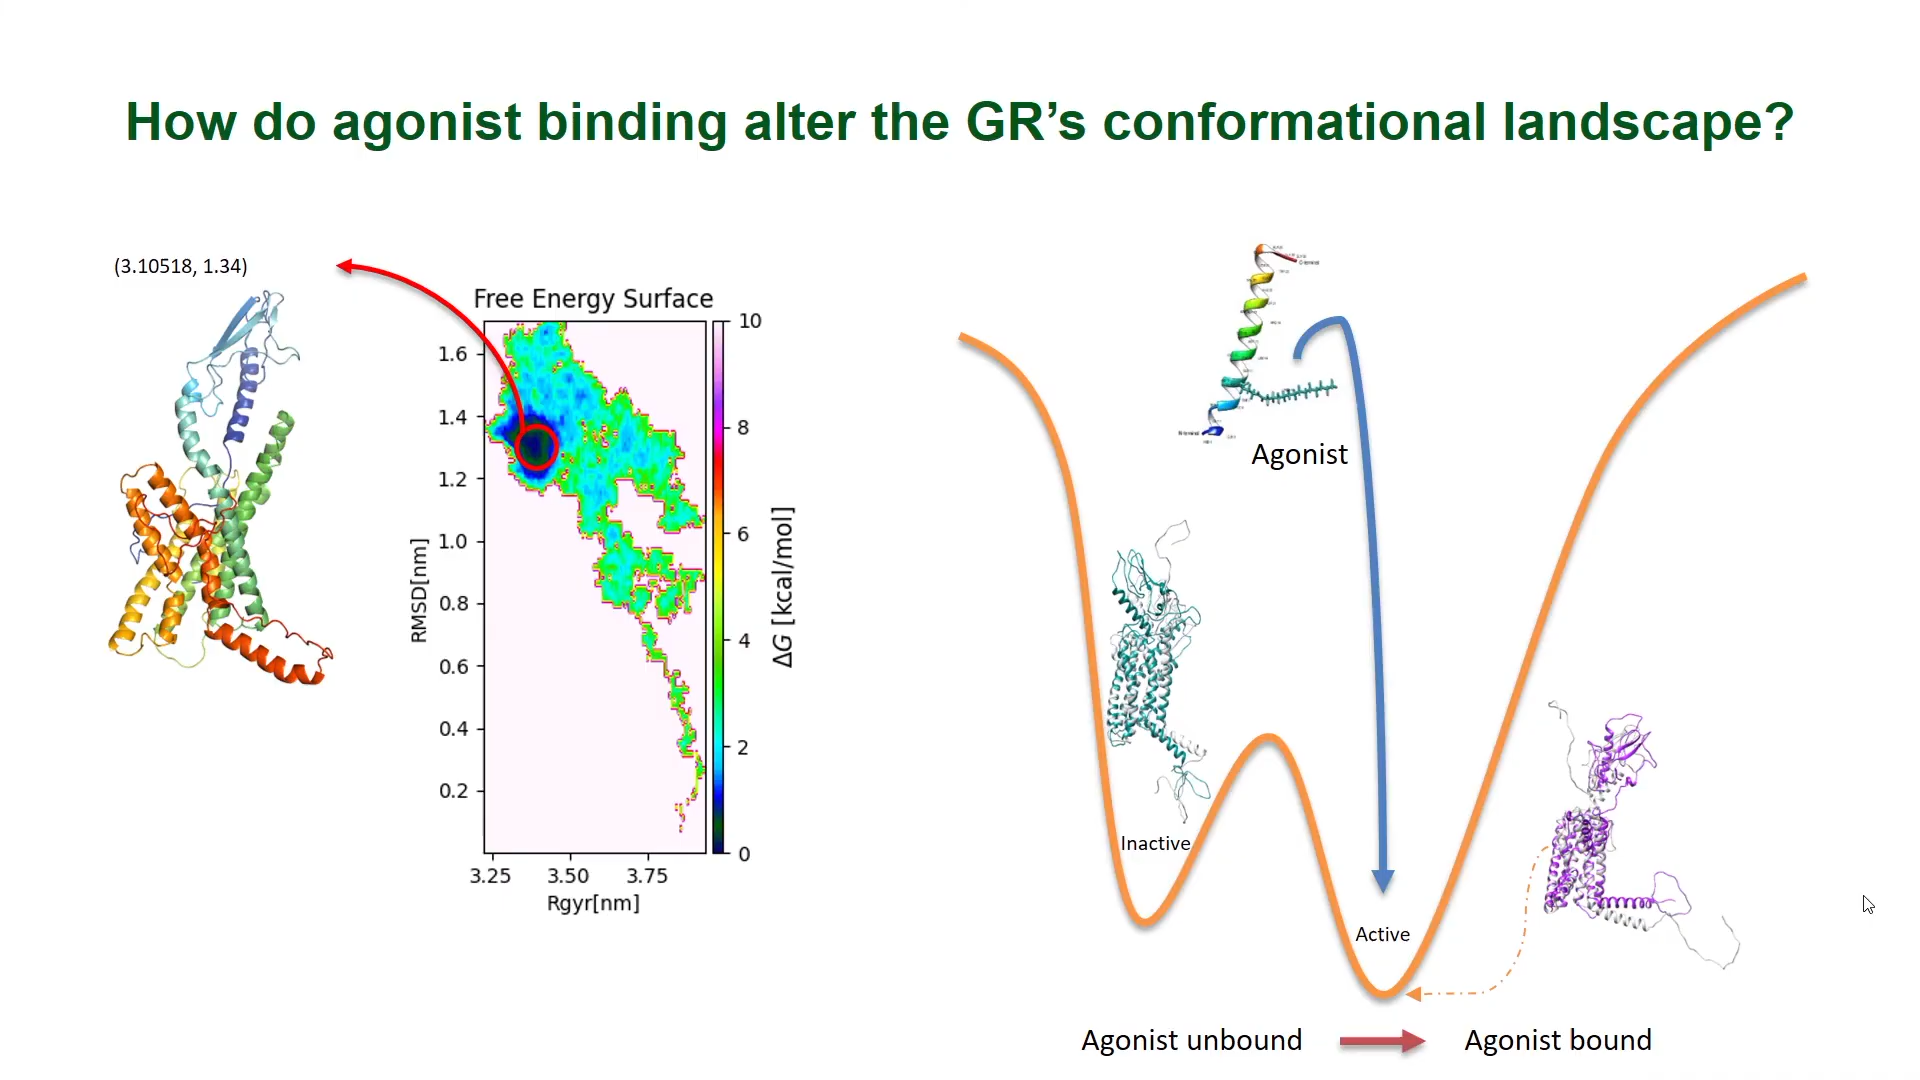 How do agonist binding alter the GR’s conformational landscape?
(3.10518, 1.34)
Free Energy Surface
10
8
6
4
2
0
ΔG [kcal/mol]
1.6
1.4
1.2
1.0
0.8
0.6
0.4
0.2
RMSD[nm]
3.25 3.50 3.75
Rgyr[nm]
Agonist
Inactive
Active
Agonist unbound
Agonist bound